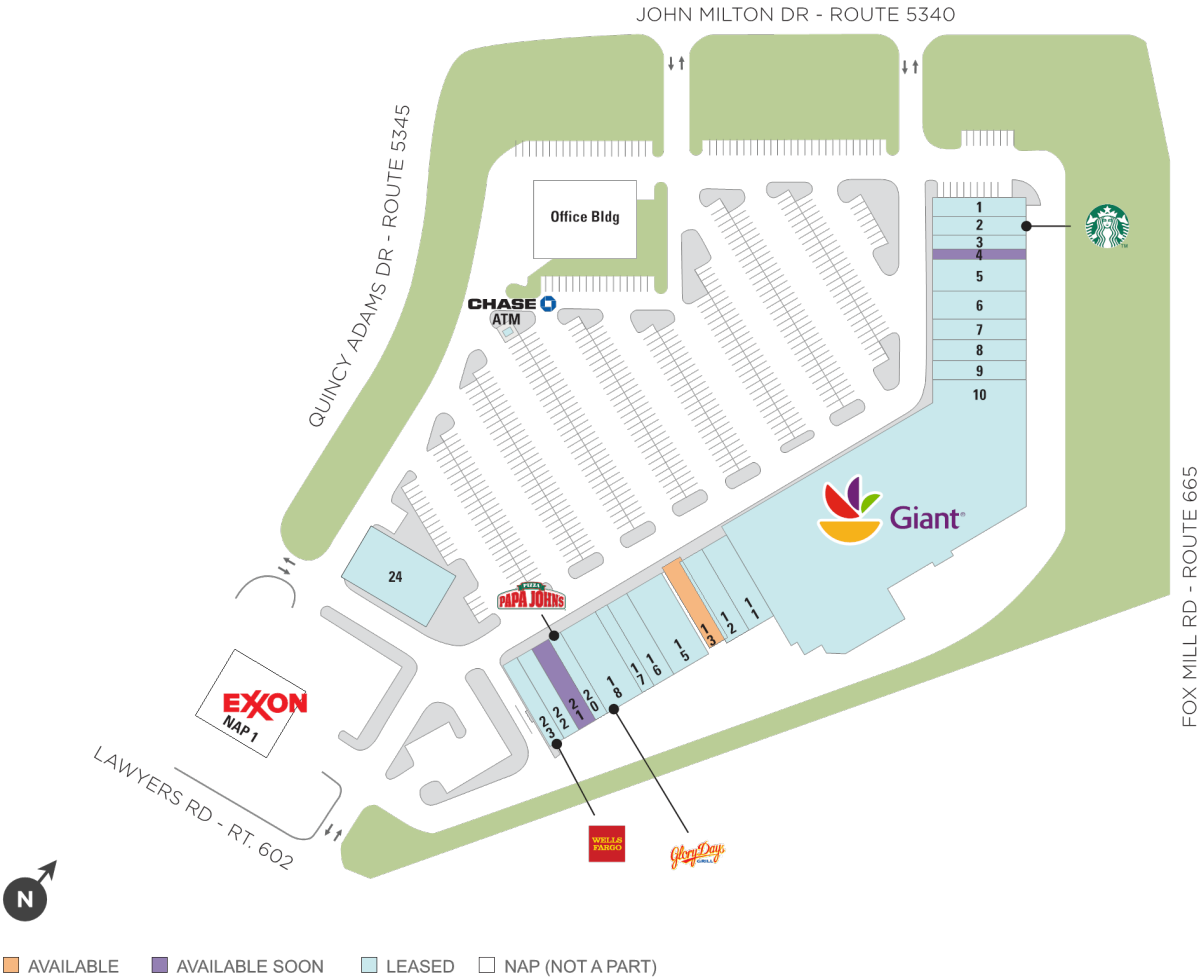 JOHN MILTON DR - ROUTE 5340
QUINCY ADAMS DR - ROUTE 5345
Office Bldg
1
2
3
4
5
6
7
8
9
10
TM
CHASE
ATM
Giant®
FOX MILL RD - ROUTE 665
24
PIZZA
PAPA JOHNS
11
12
13
15
16
17
18
20
21
22
23
EXXON
NAP 1
LAWYERS RD - RT. 602
WELLS
FARGO
Glory Days
GRILL
N
AVAILABLE
AVAILABLE SOON
LEASED
NAP (NOT A PART)